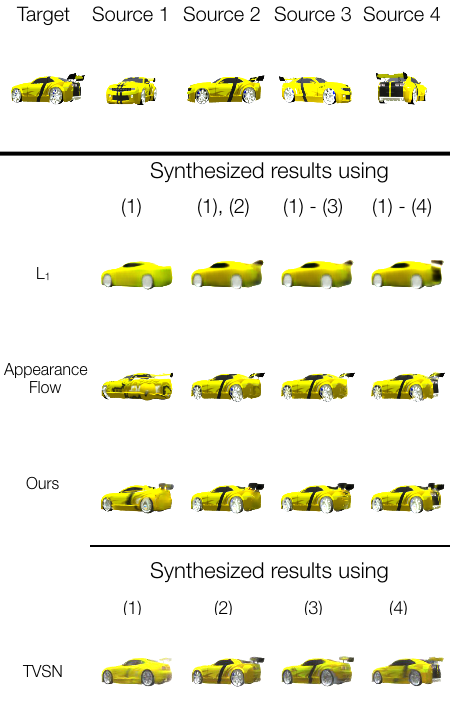 Target Source 1 Source 2 Source 3 Source 4
Synthesized results using
(1) (1), (2) (1) - (3) (1) - (4)
L₁
Appearance
Flow
Ours
Synthesized results using
(1) (2) (3) (4)
TVSN